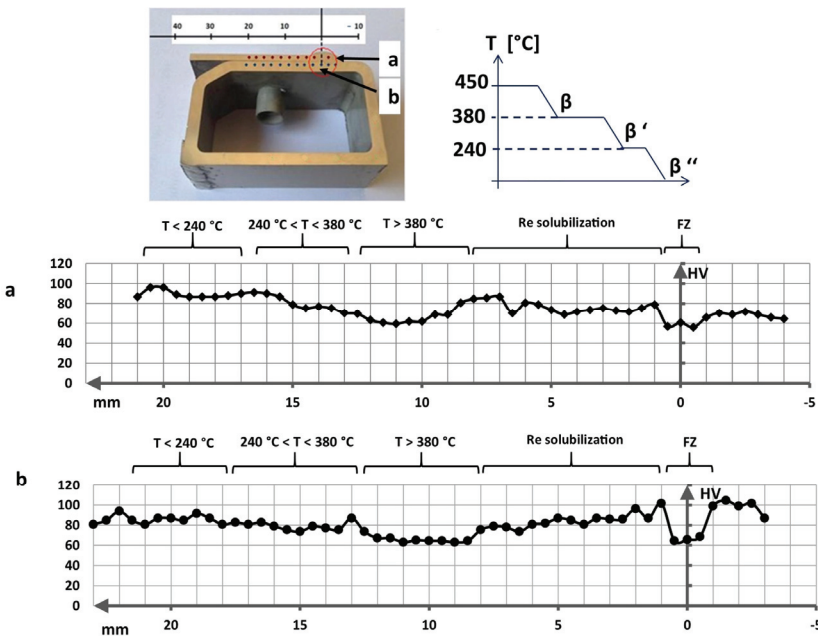 40 30 20 10 - 10
a
b
T [°C]
450
β
380
β ‘
240
β ‘‘
T < 240 °C 240 °C < T < 380 °C T > 380 °C Re solubilization FZ
a
120
HV
100
80
60
40
20
0
mm 20 15 10 5 0 -5
T < 240 °C 240 °C < T < 380 °C T > 380 °C Re solubilization FZ
b
120
HV
100
80
60
40
20
0
mm 20 15 10 5 0 -5